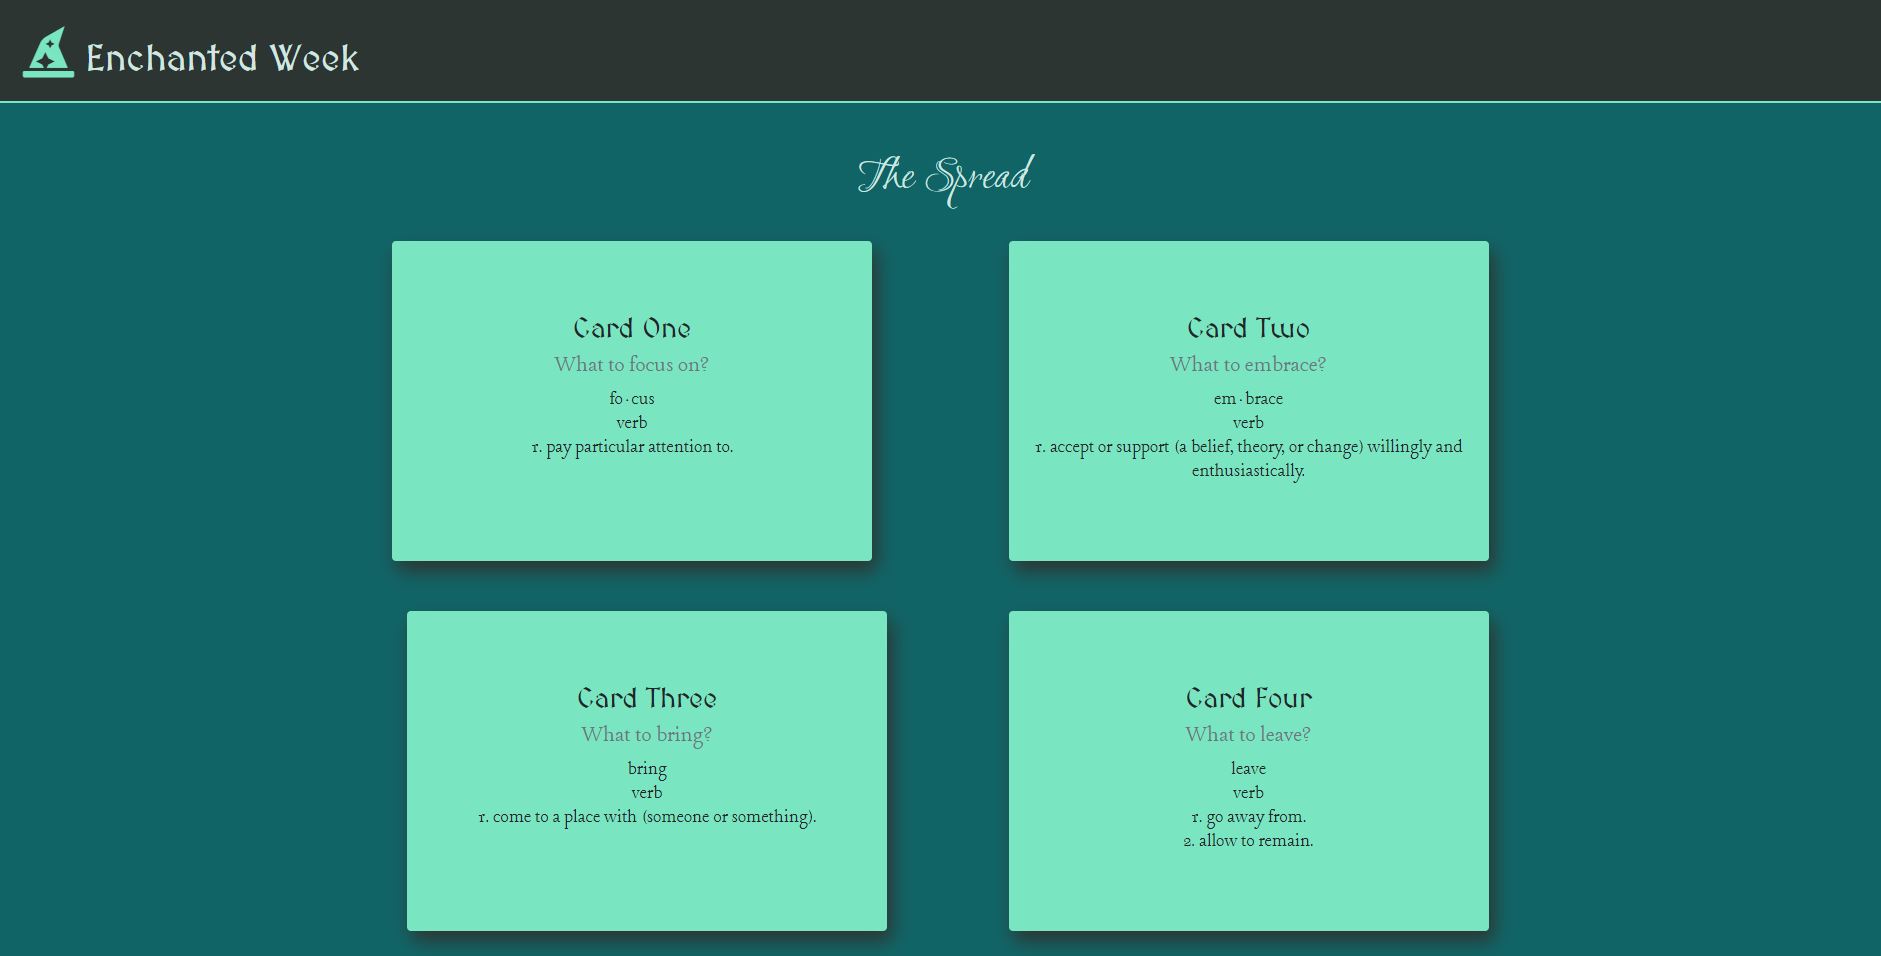 Enchanted Week
The Spread
Card One
What to focus on?
fo · cus
verb
1. pay particular attention to.
Card Two
What to embrace?
em · brace
verb
1. accept or support (a belief, theory, or change) willingly and
enthusiastically.
Card Three
What to bring?
bring
verb
1. come to a place with (someone or something).
Card Four
What to leave?
leave
verb
1. go away from.
2. allow to remain.